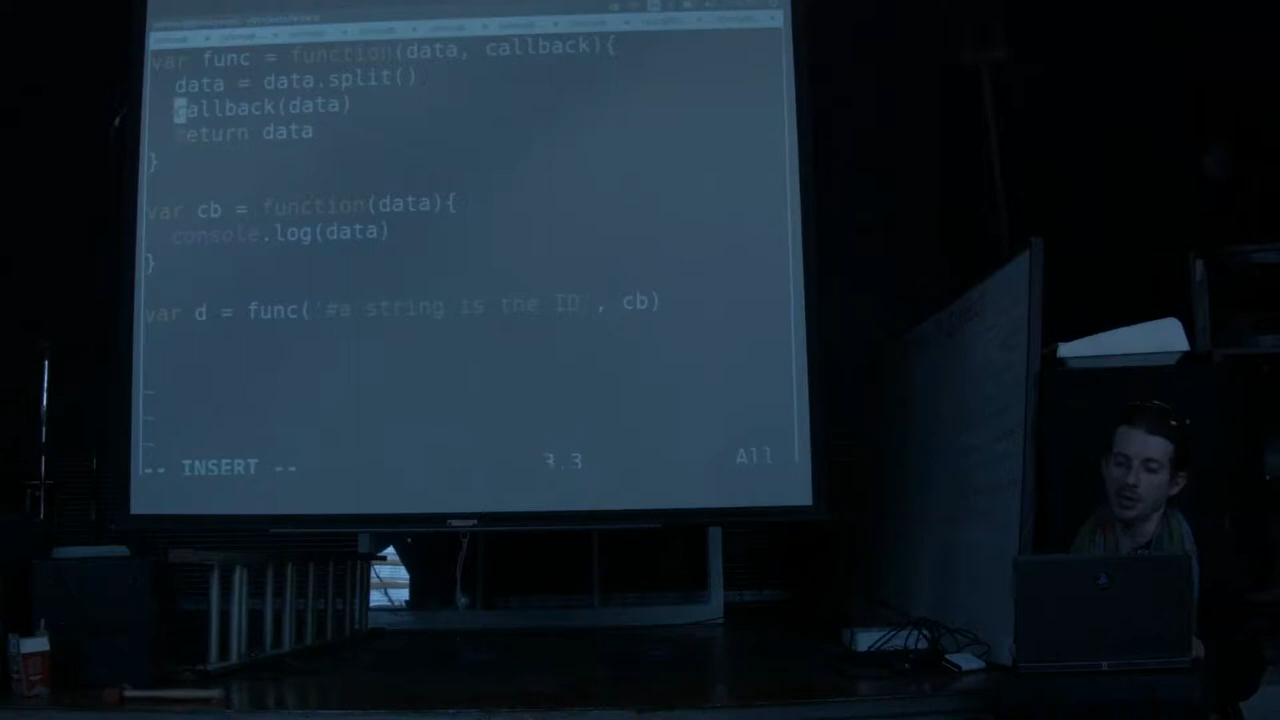 var func = function(data, callback){
data = data.split()
callback(data)
return data
}
var cb = function(data){
console.log(data)
}
var d = func('#a string is the ID', cb)
-- INSERT --
3,3
All